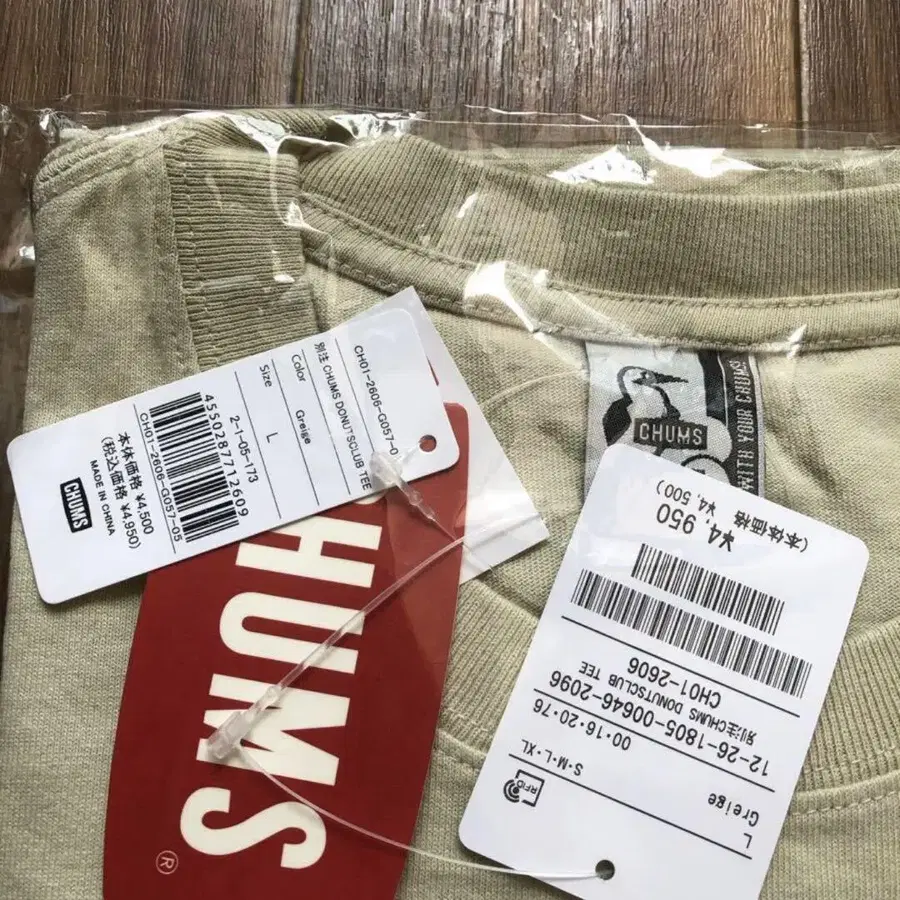 CH01-2606-G057-0
別注 CHUMS DONUTSCLUB TEE
Color
Greige
Size
L
2-1-05-173
4550287712609
CH01-2606-G057-05
本体価格 ¥4,500
(税込価格 ¥4,950)
MADE IN CHINA
CHUMS
HUMS
®
CHUMS
WITH YOUR CHUMS
¥4,950
(本体価格 ¥4,500)
CH01-2606
別注CHUMS DONUTSCLUB TEE
12-26-1805-00646-2096
00・16・20・76
S・M・L・XL
Greige
L
RFID